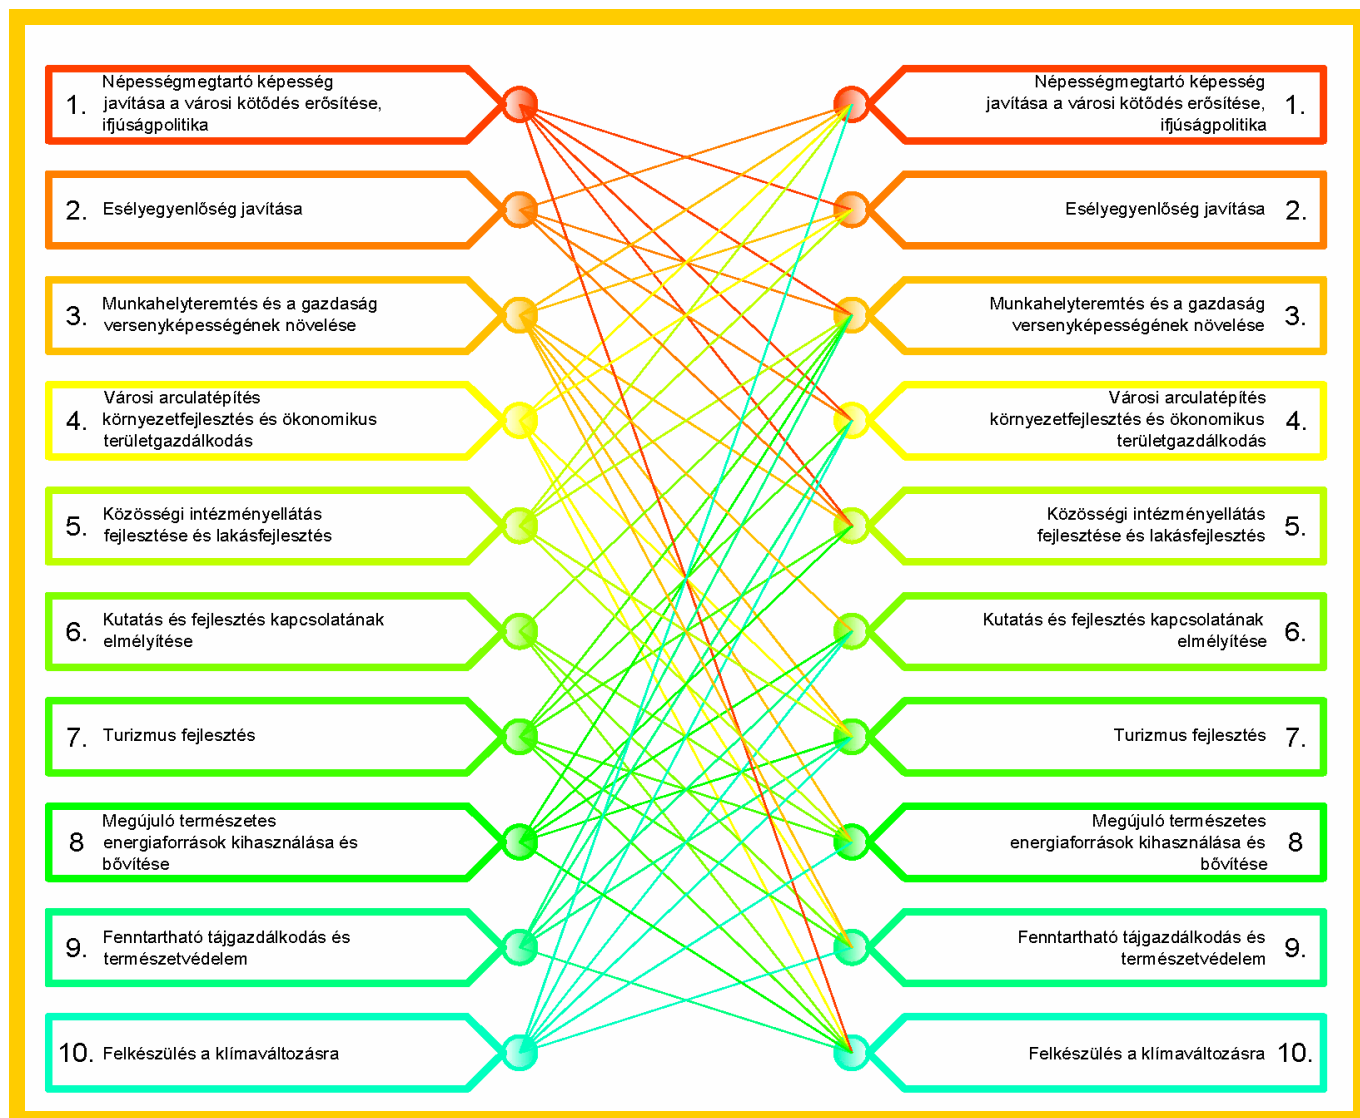 1.
Népességmegtartó képesség
javítása a városi kötődés erősítése,
ifjúságpolitika
2.
Esélyegyenlőség javítása
3.
Munkahelyteremtés és a gazdaság
versenyképességének növelése
4.
Városi arculatépítés
környezetfejlesztés és ökonomikus
területgazdálkodás
5.
Közösségi intézményellátás
fejlesztése és lakásfejlesztés
6.
Kutatás és fejlesztés kapcsolatának
elmélyítése
7.
Turizmus fejlesztés
8
Megújuló természetes
energiaforrások kihasználása és
bővítése
9.
Fenntartható tájgazdálkodás és
természetvédelem
10.
Felkészülés a klímaváltozásra
Népességmegtartó képesség
javítása a városi kötődés erősítése,
ifjúságpolitika
1.
Esélyegyenlőség javítása
2.
Munkahelyteremtés és a gazdaság
versenyképességének növelése
3.
Városi arculatépítés
környezetfejlesztés és ökonomikus
területgazdálkodás
4.
Közösségi intézményellátás
fejlesztése és lakásfejlesztés
5.
Kutatás és fejlesztés kapcsolatának
elmélyítése
6.
Turizmus fejlesztés
7.
Megújuló természetes
energiaforrások kihasználása és
bővítése
8
Fenntartható tájgazdálkodás és
természetvédelem
9.
Felkészülés a klímaváltozásra
10.